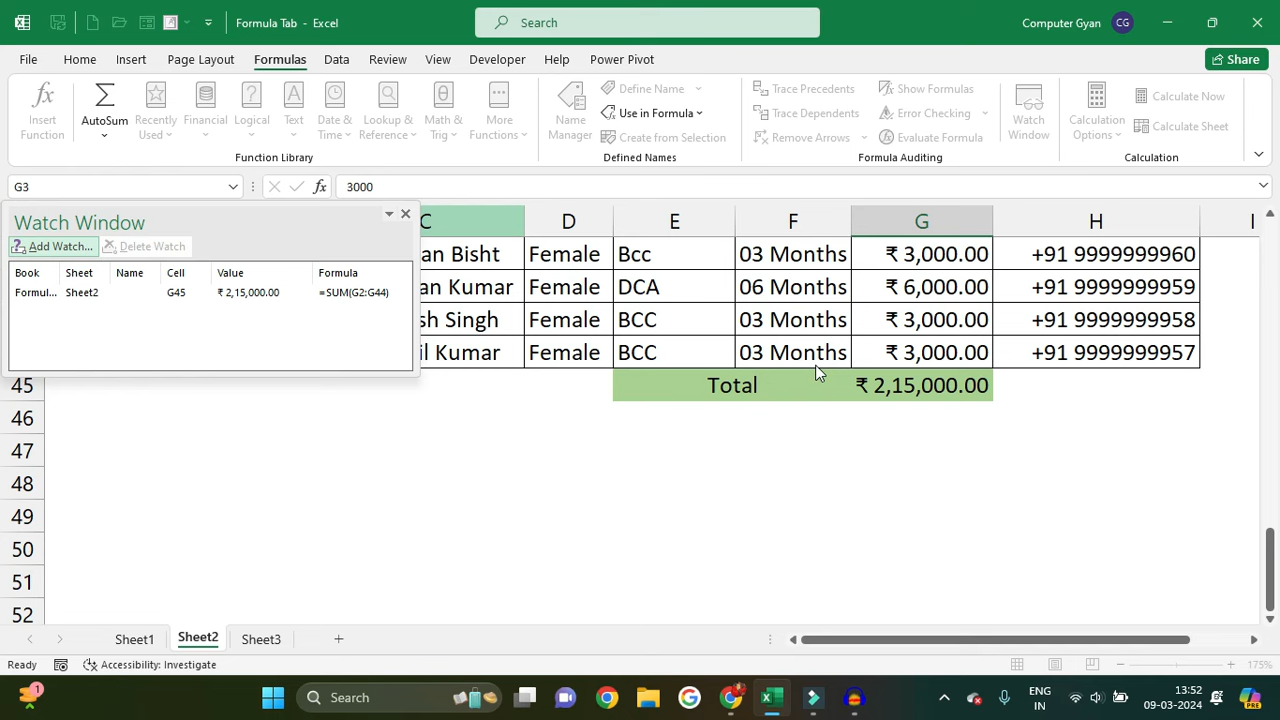 Formula Tab - Excel
Search
Computer Gyan CG
File Home Insert Page Layout Formulas Data Review View Developer Help Power Pivot
Share
Insert Function
AutoSum
Recently Used
Financial
Logical
Text
Date & Time
Lookup & Reference
Math & Trig
More Functions
Function Library
Name Manager
Define Name
Use in Formula
Create from Selection
Defined Names
Trace Precedents
Trace Dependents
Remove Arrows
Show Formulas
Error Checking
Evaluate Formula
Watch Window
Formula Auditing
Calculation Options
Calculate Now
Calculate Sheet
Calculation
G3 fx 3000
Watch Window
Add Watch... Delete Watch
Book Sheet Name Cell Value Formula
Formul... Sheet2 G45 ₹ 2,15,000.00 =SUM(G2:G44)
C D E F G H I
an Bisht Female Bcc 03 Months ₹ 3,000.00 +91 9999999960
an Kumar Female DCA 06 Months ₹ 6,000.00 +91 9999999959
sh Singh Female BCC 03 Months ₹ 3,000.00 +91 9999999958
il Kumar Female BCC 03 Months ₹ 3,000.00 +91 9999999957
45 Total ₹ 2,15,000.00
46
47
48
49
50
51
52
Sheet1 Sheet2 Sheet3
Ready Accessibility: Investigate 175%
1 Search ENG IN 13:52 09-03-2024